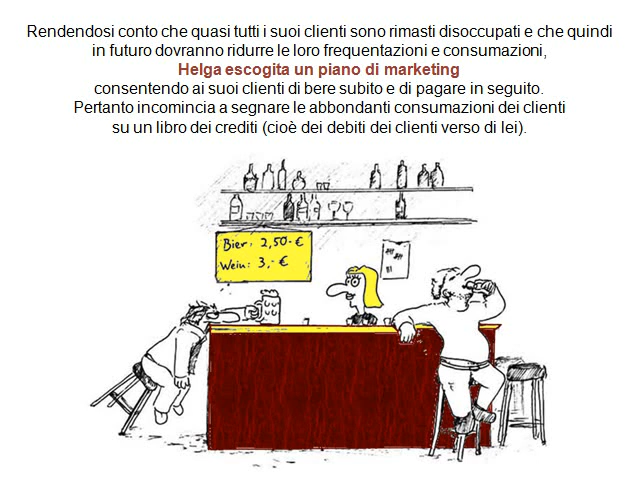 Rendendosi conto che quasi tutti i suoi clienti sono rimasti disoccupati e che quindi
in futuro dovranno ridurre le loro frequentazioni e consumazioni,
Helga escogita un piano di marketing
consentendo ai suoi clienti di bere subito e di pagare in seguito.
Pertanto incomincia a segnare le abbondanti consumazioni dei clienti
su un libro dei crediti (cioè dei debiti dei clienti verso di lei).
Bier: 2,50.-€
Wein: 3,-€